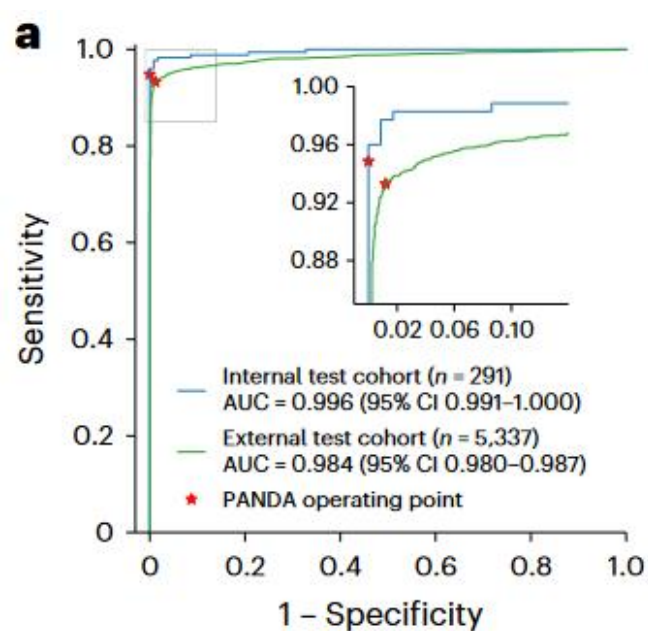 a
1.0
0.8
0.6
0.4
0.2
0
Sensitivity
1.00
0.96
0.92
0.88
0.02 0.06 0.10
Internal test cohort (n = 291)
AUC = 0.996 (95% CI 0.991–1.000)
External test cohort (n = 5,337)
AUC = 0.984 (95% CI 0.980–0.987)
PANDA operating point
0 0.2 0.4 0.6 0.8 1.0
1 – Specificity